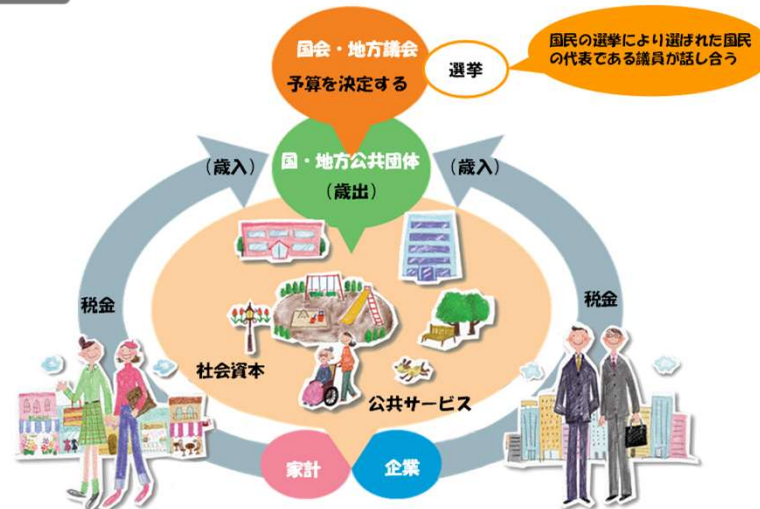 国会・地方議会
予算を決定する
選挙
国民の選挙により選ばれた国民
の代表である議員が話し合う
(歳入)
国・地方公共団体
(歳出)
(歳入)
税金
税金
社会資本
公共サービス
家計
企業